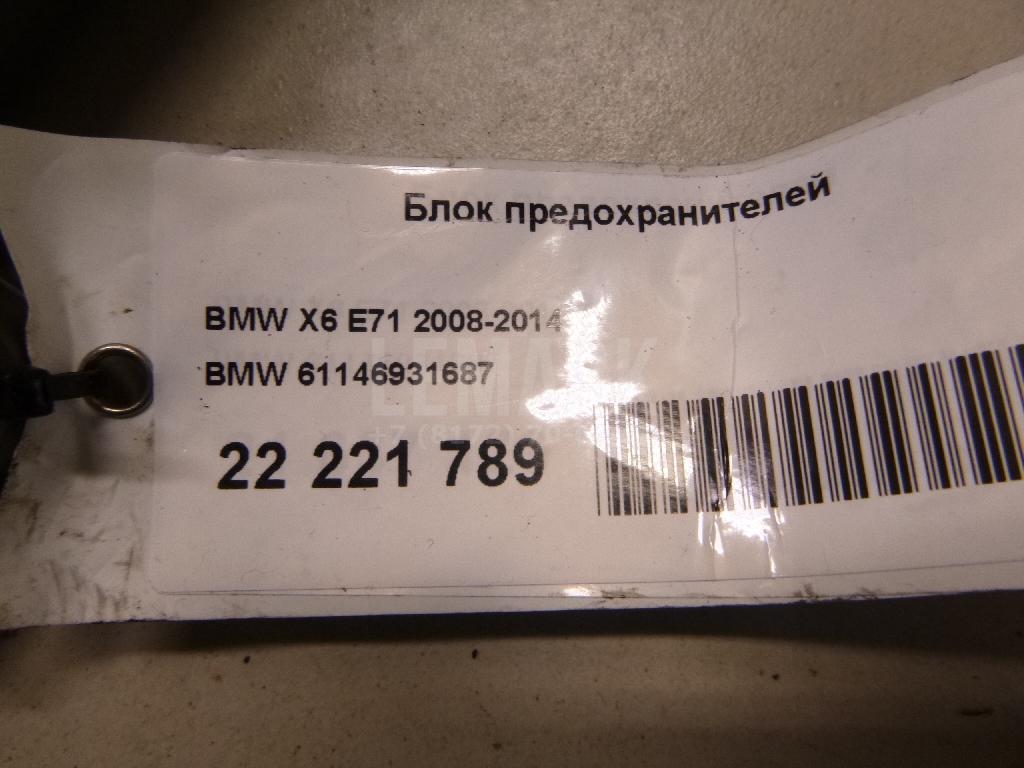 Блок предохранителей
BMW X6 E71 2008-2014
BMW 61146931687
22 221 789